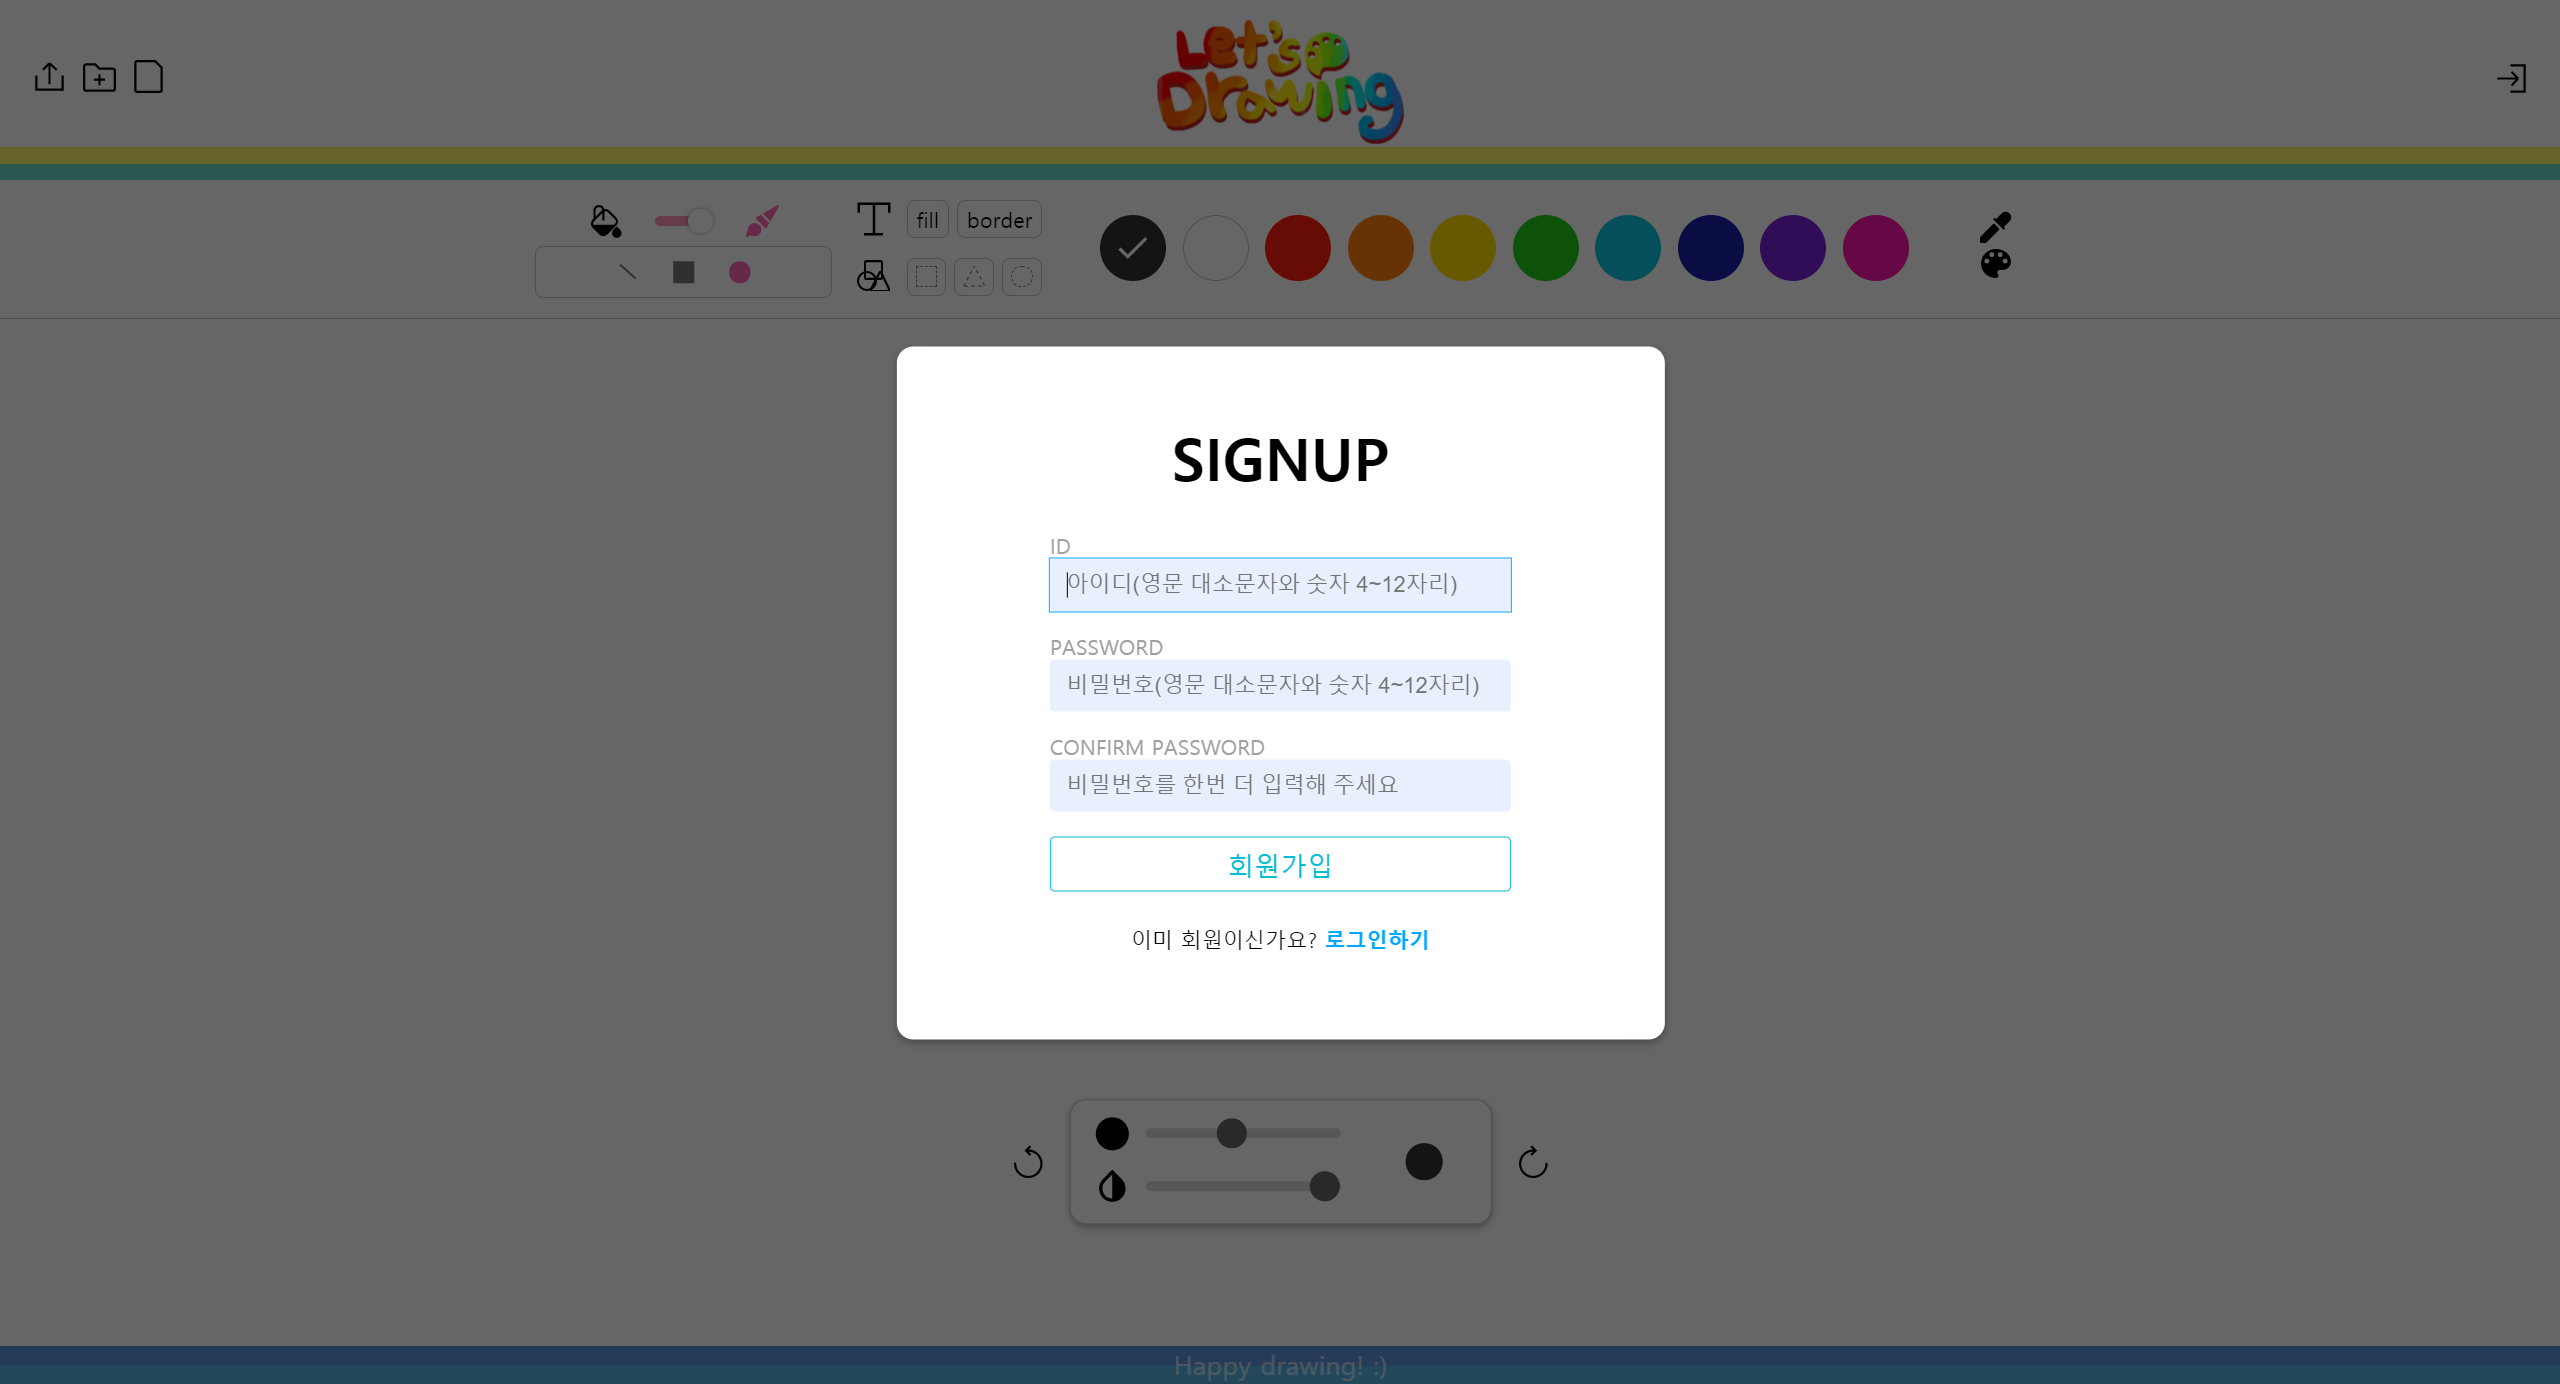 Let's
Drawing
fill
border
SIGNUP
ID
아이디(영문 대소문자와 숫자 4~12자리)
PASSWORD
비밀번호(영문 대소문자와 숫자 4~12자리)
CONFIRM PASSWORD
비밀번호를 한번 더 입력해 주세요
회원가입
이미 회원이신가요? 로그인하기
Happy drawing! :)